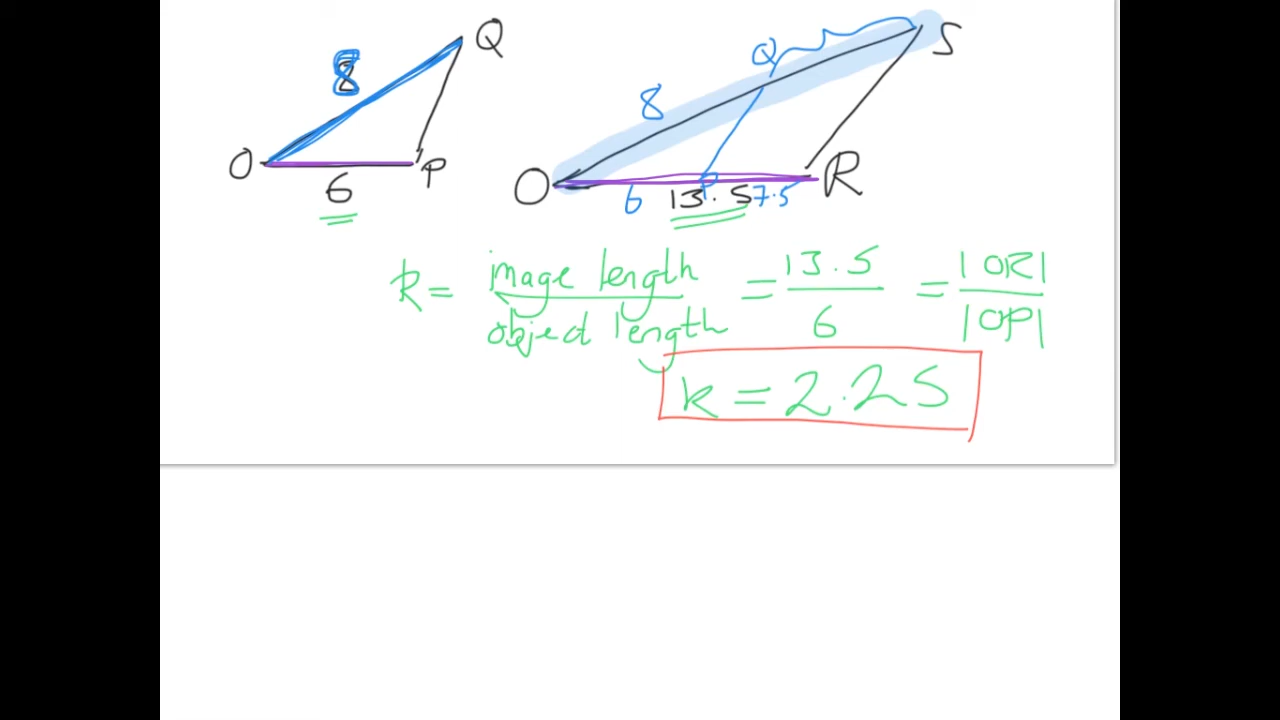 8 Q
O 6 P
8 Q S
O 6 P 13.5 7.5 R
k = image length / object length = 13.5 / 6 = |OR| / |OP|
k = 2.25